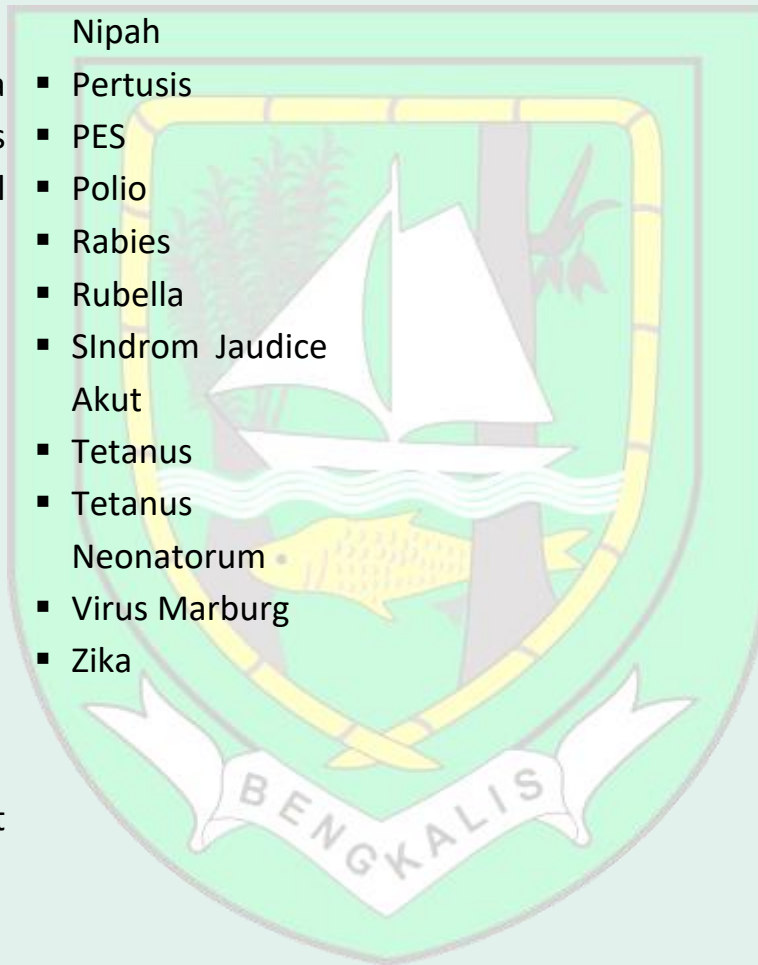 Nipah
▪ Pertusis
▪ PES
▪ Polio
▪ Rabies
▪ Rubella
▪ SIndrom Jaudice
Akut
▪ Tetanus
▪ Tetanus
Neonatorum
▪ Virus Marburg
▪ Zika
BENGKALIS